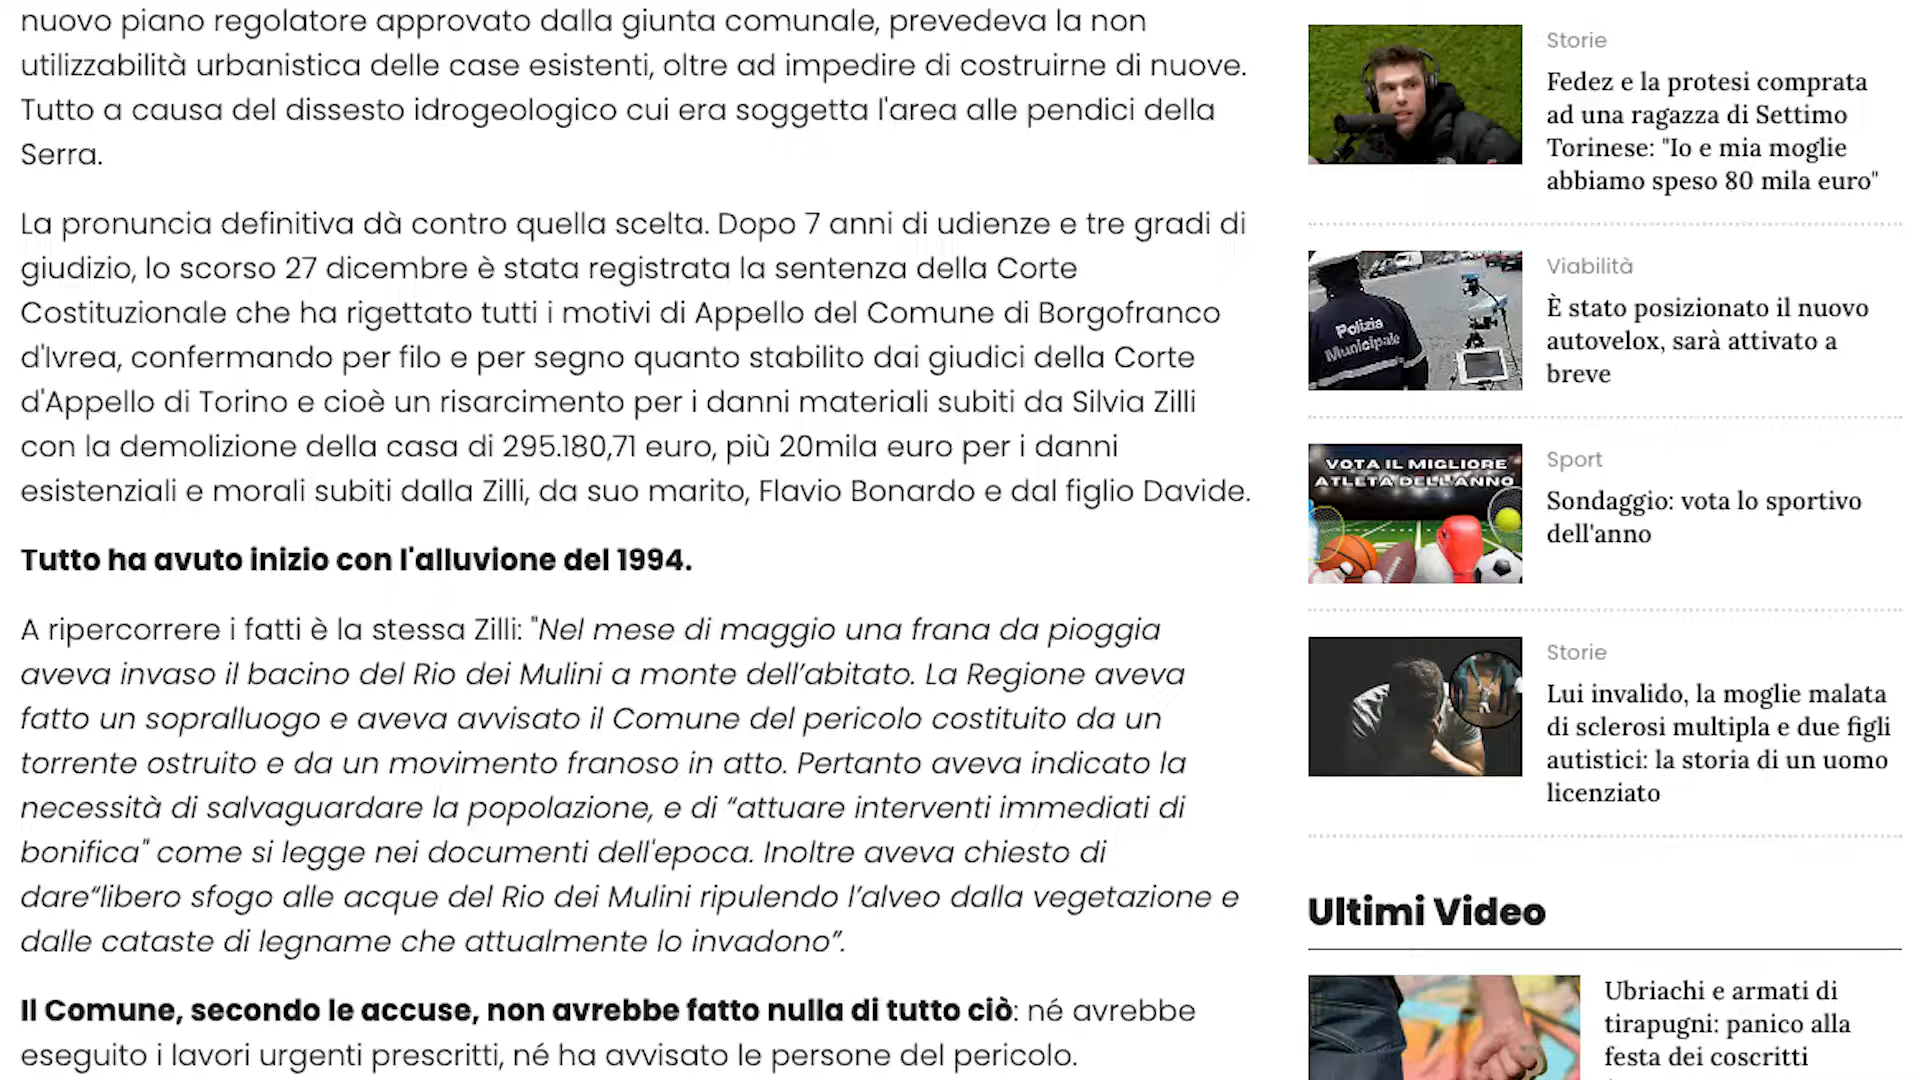 nuovo piano regolatore approvato dalla giunta comunale, prevedeva la non
utilizzabilità urbanistica delle case esistenti, oltre ad impedire di costruirne di nuove.
Tutto a causa del dissesto idrogeologico cui era soggetta l'area alle pendici della
Serra.
La pronuncia definitiva dà contro quella scelta. Dopo 7 anni di udienze e tre gradi di
giudizio, lo scorso 27 dicembre è stata registrata la sentenza della Corte
Costituzionale che ha rigettato tutti i motivi di Appello del Comune di Borgofranco
d'Ivrea, confermando per filo e per segno quanto stabilito dai giudici della Corte
d'Appello di Torino e cioè un risarcimento per i danni materiali subiti da Silvia Zilli
con la demolizione della casa di 295.180,71 euro, più 20mila euro per i danni
esistenziali e morali subiti dalla Zilli, da suo marito, Flavio Bonardo e dal figlio Davide.
Tutto ha avuto inizio con l'alluvione del 1994.
A ripercorrere i fatti è la stessa Zilli: "Nel mese di maggio una frana da pioggia
aveva invaso il bacino del Rio dei Mulini a monte dell’abitato. La Regione aveva
fatto un sopralluogo e aveva avvisato il Comune del pericolo costituito da un
torrente ostruito e da un movimento franoso in atto. Pertanto aveva indicato la
necessità di salvaguardare la popolazione, e di “attuare interventi immediati di
bonifica" come si legge nei documenti dell'epoca. Inoltre aveva chiesto di
dare“libero sfogo alle acque del Rio dei Mulini ripulendo l’alveo dalla vegetazione e
dalle cataste di legname che attualmente lo invadono”.
Il Comune, secondo le accuse, non avrebbe fatto nulla di tutto ciò: né avrebbe
eseguito i lavori urgenti prescritti, né ha avvisato le persone del pericolo.
Storie
Fedez e la protesi comprata
ad una ragazza di Settimo
Torinese: "Io e mia moglie
abbiamo speso 80 mila euro"
Polizia
Municipale
Viabilità
È stato posizionato il nuovo
autovelox, sarà attivato a
breve
VOTA IL MIGLIORE
ATLETA DELL'ANNO
Sport
Sondaggio: vota lo sportivo
dell'anno
Storie
Lui invalido, la moglie malata
di sclerosi multipla e due figli
autistici: la storia di un uomo
licenziato
Ultimi Video
Ubriachi e armati di
tirapugni: panico alla
festa dei coscritti